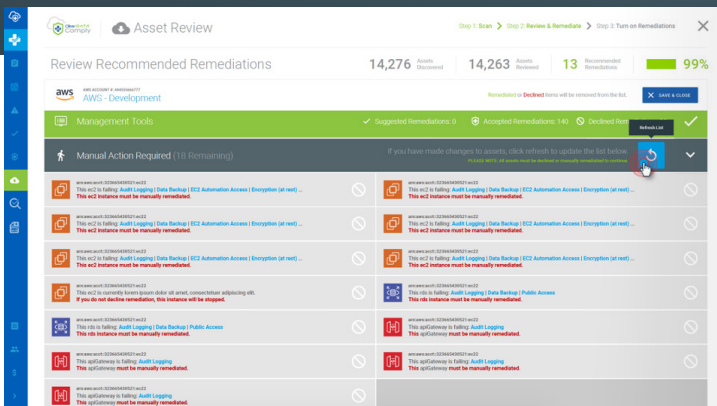 Comply
Asset Review
Step 1: Scan
Step 2: Review & Remediate
Step 3: Turn on Remediations
Review Recommended Remediations
14,276 Assets Discovered
14,263 Assets Reviewed
13 Recommended Remediations
99%
aws
AWS - Development
Remediated or Declined items will be removed from the list.
SAVE & CLOSE
Management Tools
Suggested Remediations: 0
Accepted Remediations: 140
Declined Rem
Refresh List
Manual Action Required (18 Remaining)
If you have made changes to assets, click refresh to update the list below.
PLEASE NOTE: All assets must be declined or manually remediated to continue.
This ec2 is failing: Audit Logging | Data Backup | EC2 Automation Access | Encryption (at rest) ...
This ec2 instance must be manually remediated.
This ec2 is failing: Audit Logging | Data Backup | EC2 Automation Access | Encryption (at rest) ...
This ec2 instance must be manually remediated.
This ec2 is failing: Audit Logging | Data Backup | EC2 Automation Access | Encryption (at rest) ...
This ec2 instance must be manually remediated.
This ec2 is failing: Audit Logging | Data Backup | EC2 Automation Access | Encryption (at rest) ...
This ec2 instance must be manually remediated.
This ec2 is failing: Audit Logging | Data Backup | EC2 Automation Access | Encryption (at rest) ...
This ec2 instance must be manually remediated.
This ec2 is failing: Audit Logging | Data Backup | EC2 Automation Access | Encryption (at rest) ...
This ec2 instance must be manually remediated.
This ec2 is currently lorem ipsum dolor sit amet, consectetuer adipiscing elit.
If you do not decline remediation, this instance will be stopped.
This rds is failing: Audit Logging | Data Backup | Public Access
This rds instance must be manually remediated.
This rds is failing: Audit Logging | Data Backup | Public Access
This rds instance must be manually remediated.
This apiGateway is failing: Audit Logging
This apiGateway must be manually remediated.
This apiGateway is failing: Audit Logging
This apiGateway must be manually remediated.
This apiGateway is failing: Audit Logging
This apiGateway must be manually remediated.
This apiGateway is failing: Audit Logging
This apiGateway must be manually remediated.